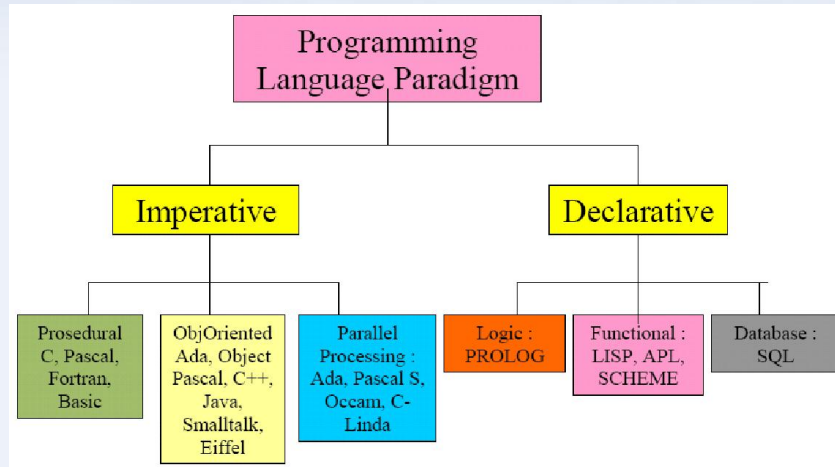 Programming
Language Paradigm
Imperative
Declarative
Prosedural
C, Pascal,
Fortran,
Basic
ObjOriented
Ada, Object
Pascal, C++,
Java,
Smalltalk,
Eiffel
Parallel
Processing :
Ada, Pascal S,
Occam, C-
Linda
Logic :
PROLOG
Functional :
LISP, APL,
SCHEME
Database :
SQL